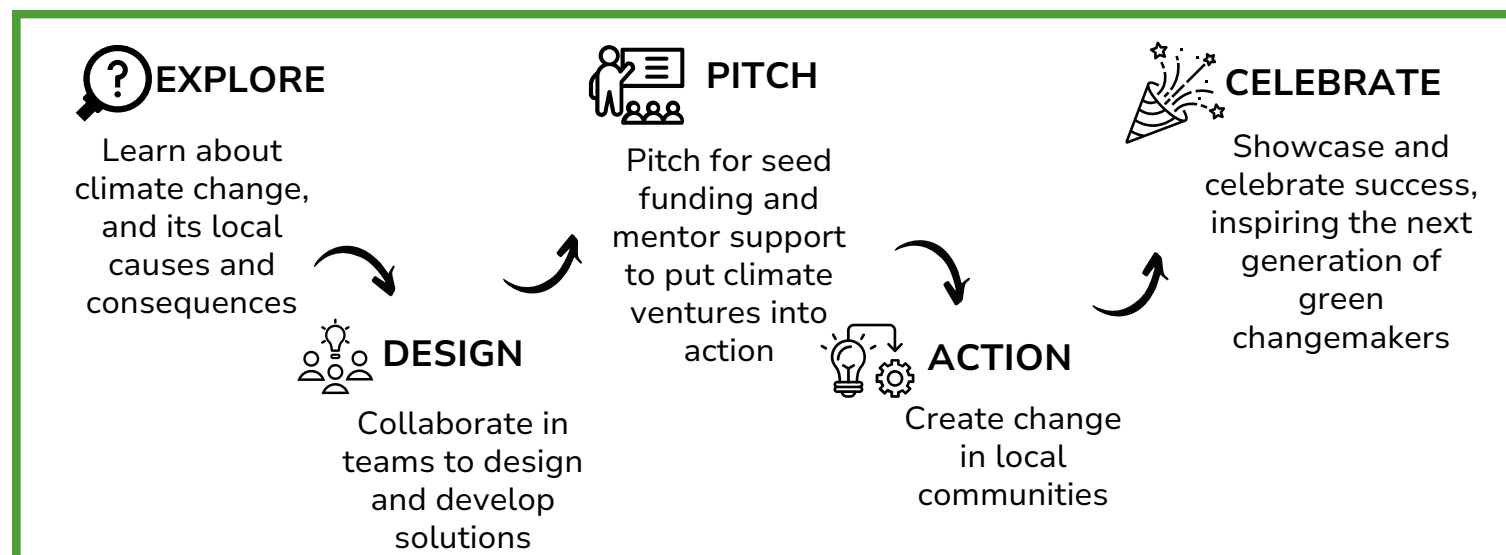 EXPLORE
Learn about
climate change,
and its local
causes and
consequences
DESIGN
Collaborate in
teams to design
and develop
solutions
PITCH
Pitch for seed
funding and
mentor support
to put climate
ventures into
action
ACTION
Create change
in local
communities
CELEBRATE
Showcase and
celebrate success,
inspiring the next
generation of
green
changemakers